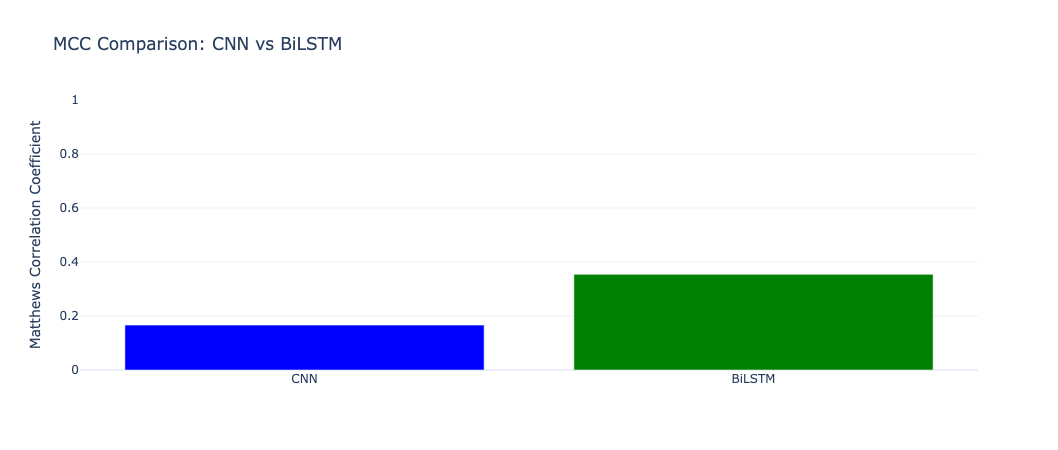 MCC Comparison: CNN vs BiLSTM
Matthews Correlation Coefficient
1
0.8
0.6
0.4
0.2
0
CNN
BiLSTM